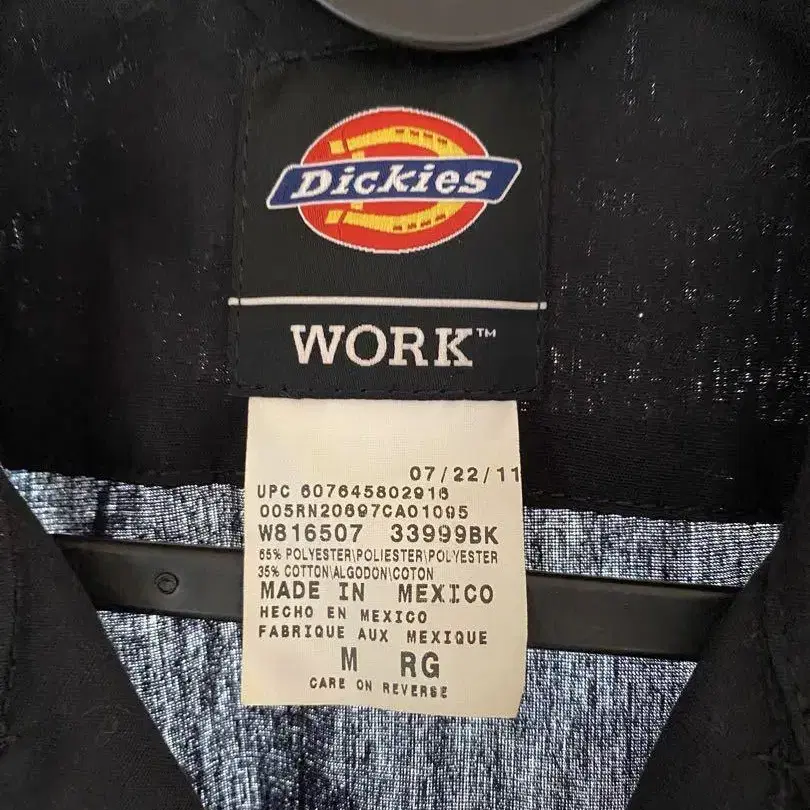 Dickies
WORK™
07/22/11
UPC 607645802916
005RN20697CA01095
W816507 33999BK
65% POLYESTER\POLIESTER\POLYESTER
35% COTTON\ALGODON\COTON
MADE IN MEXICO
HECHO EN MEXICO
FABRIQUE AUX MEXIQUE
M RG
CARE ON REVERSE